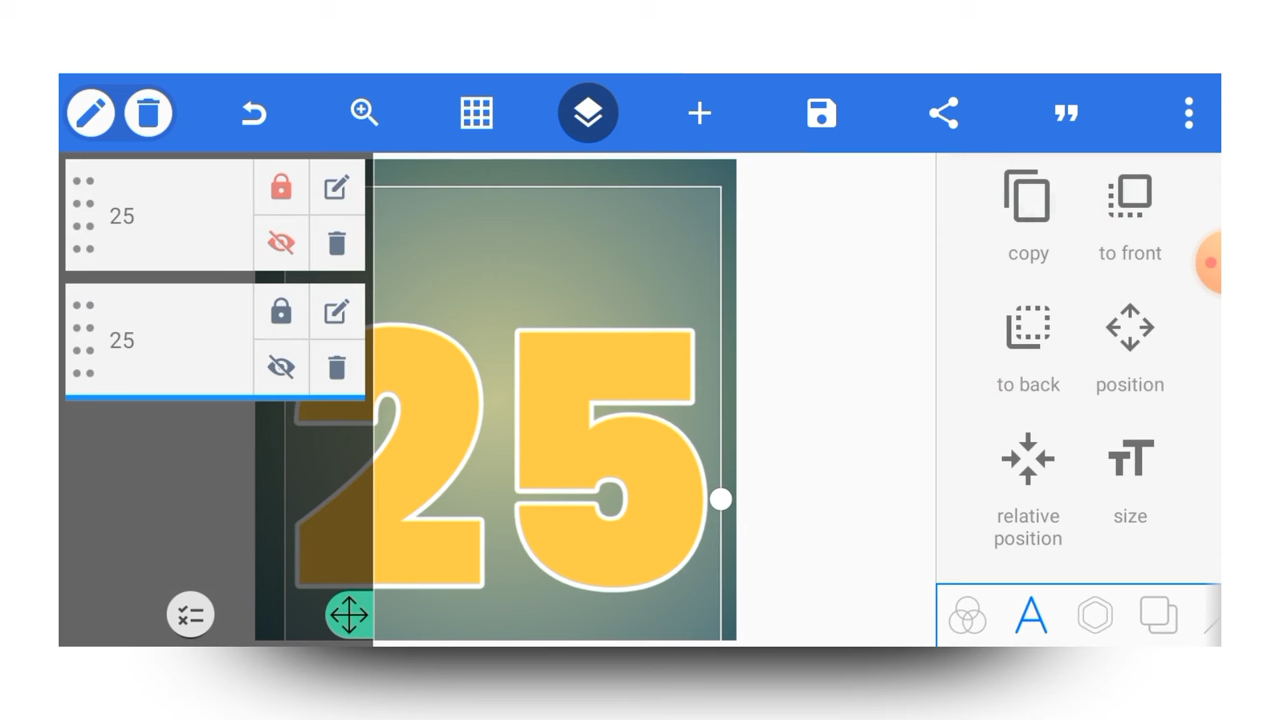 25
25
25
copy
to front
to back
position
relative
position
size